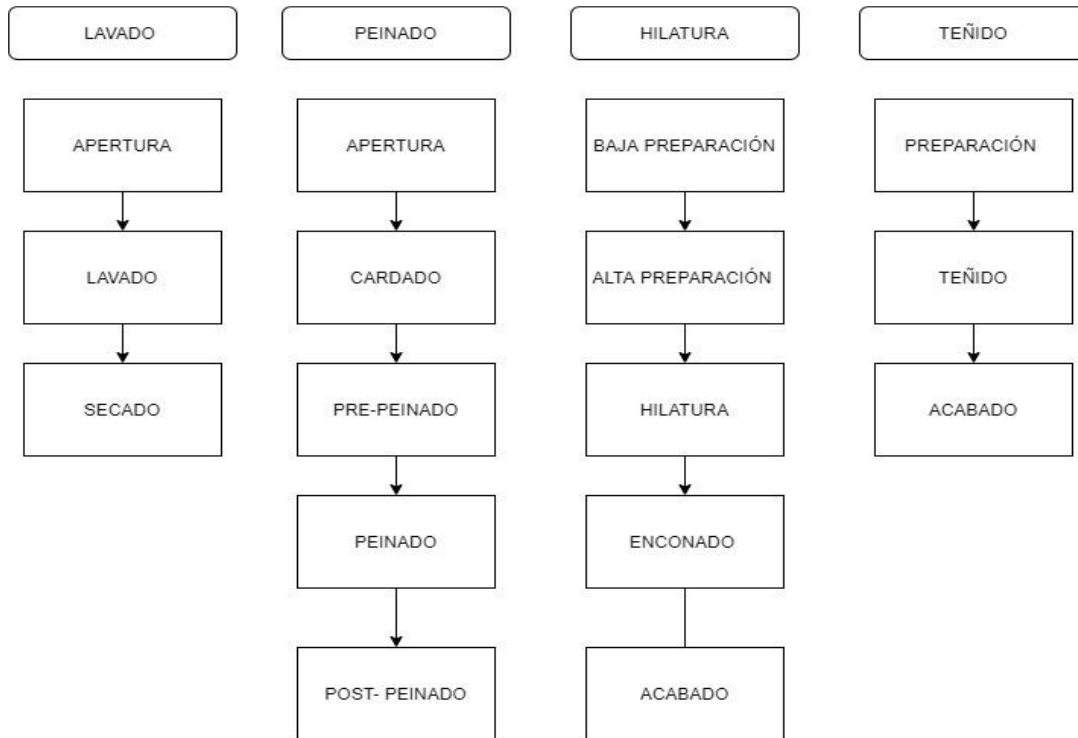 LAVADO
PEINADO
HILATURA
TEÑIDO
APERTURA
APERTURA
BAJA PREPARACIÓN
PREPARACIÓN
LAVADO
CARDADO
ALTA PREPARACIÓN
TEÑIDO
SECADO
PRE-PEINADO
HILATURA
ACABADO
PEINADO
ENCONADO
POST- PEINADO
ACABADO